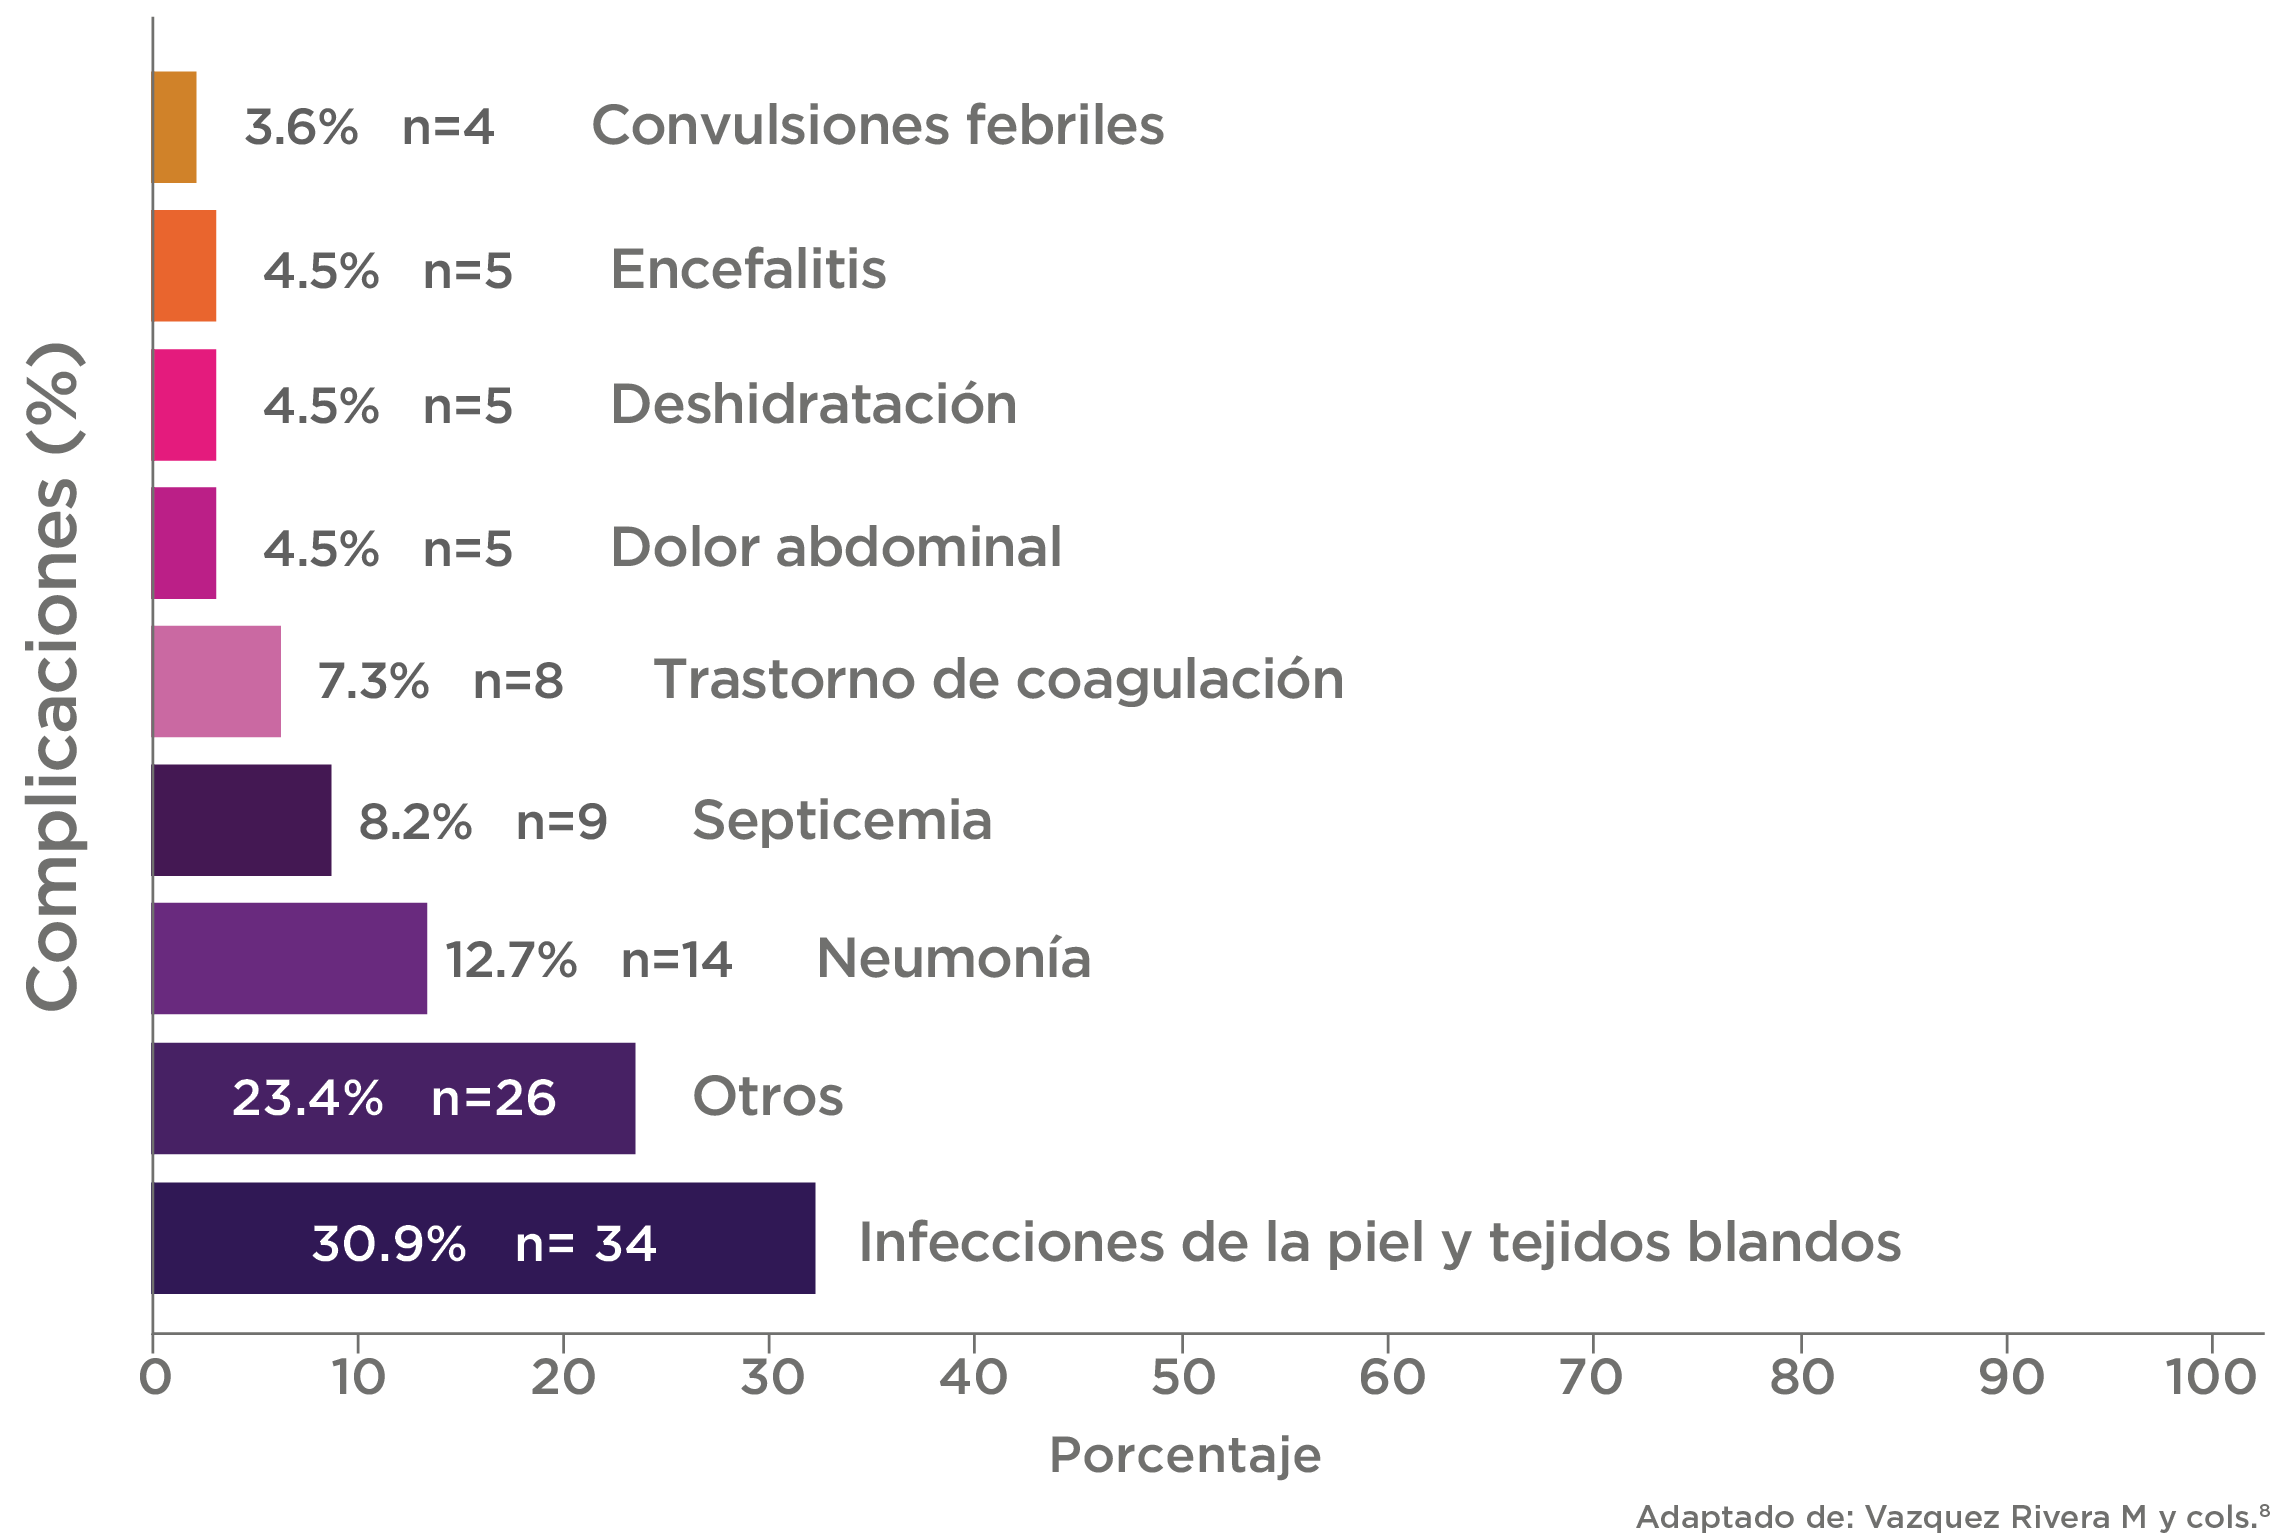 3.6% n=4 Convulsiones febriles
4.5% n=5 Encefalitis
4.5% n=5 Deshidratación
4.5% n=5 Dolor abdominal
7.3% n=8 Trastorno de coagulación
8.2% n=9 Septicemia
12.7% n=14 Neumonía
23.4% n=26 Otros
30.9% n= 34 Infecciones de la piel y tejidos blandos
Complicaciones (%)
0 10 20 30 40 50 60 70 80 90 100
Porcentaje
Adaptado de: Vazquez Rivera M y cols.⁸